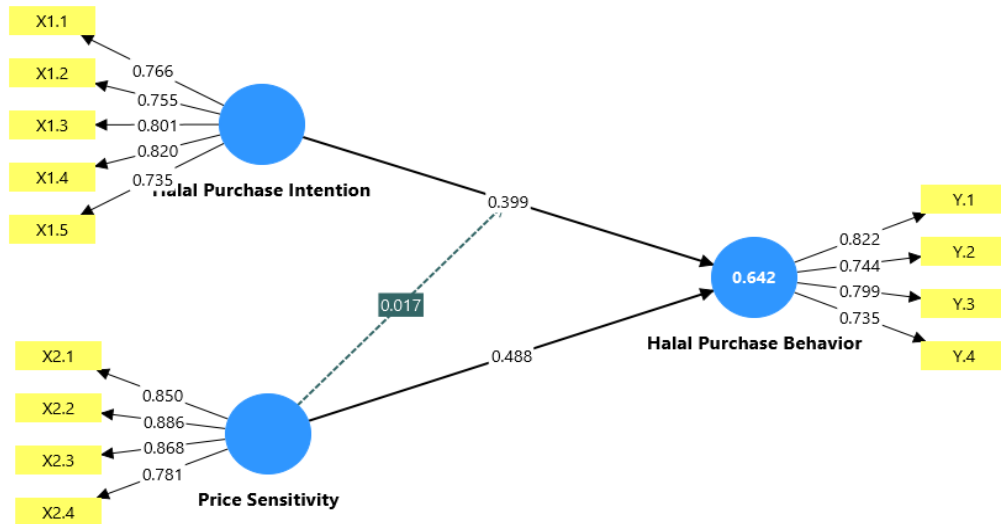 X1.1
X1.2
X1.3
X1.4
X1.5
0.766
0.755
0.801
0.820
0.735
Halal Purchase Intention
0.399
0.017
X2.1
X2.2
X2.3
X2.4
0.850
0.886
0.868
0.781
Price Sensitivity
0.488
0.642
Halal Purchase Behavior
0.822
0.744
0.799
0.735
Y.1
Y.2
Y.3
Y.4